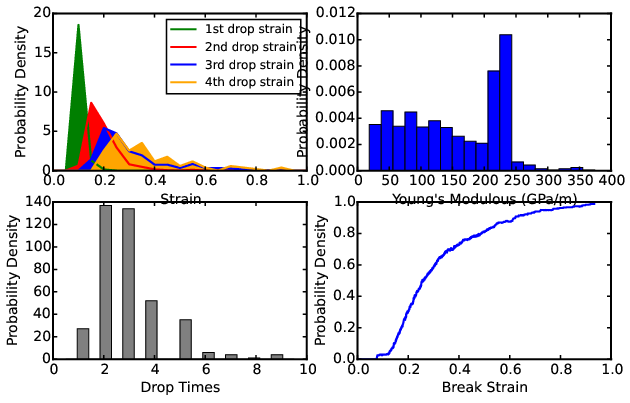 20
15
10
5
0
0.0 0.2 0.4 0.6 0.8 1.0
Probability Density
Strain
1st drop strain
2nd drop strain
3rd drop strain
4th drop strain
0.012
0.010
0.008
0.006
0.004
0.002
0.000
0 50 100 150 200 250 300 350 400
Probability Density
Young's Modulous (GPa/m)
140
120
100
80
60
40
20
0
0 2 4 6 8 10
Probability Density
Drop Times
1.0
0.8
0.6
0.4
0.2
0.0
0.0 0.2 0.4 0.6 0.8 1.0
Probability Density
Break Strain